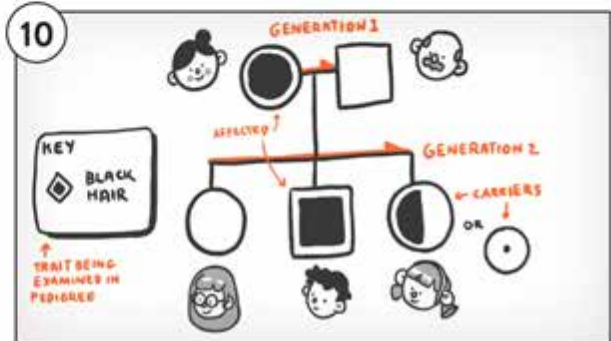 10
GENERATION 1
AFFECTED
GENERATION 2
KEY
BLACK
HAIR
CARRIERS
OR
TRAIT BEING
EXAMINED IN
PEDIGREE